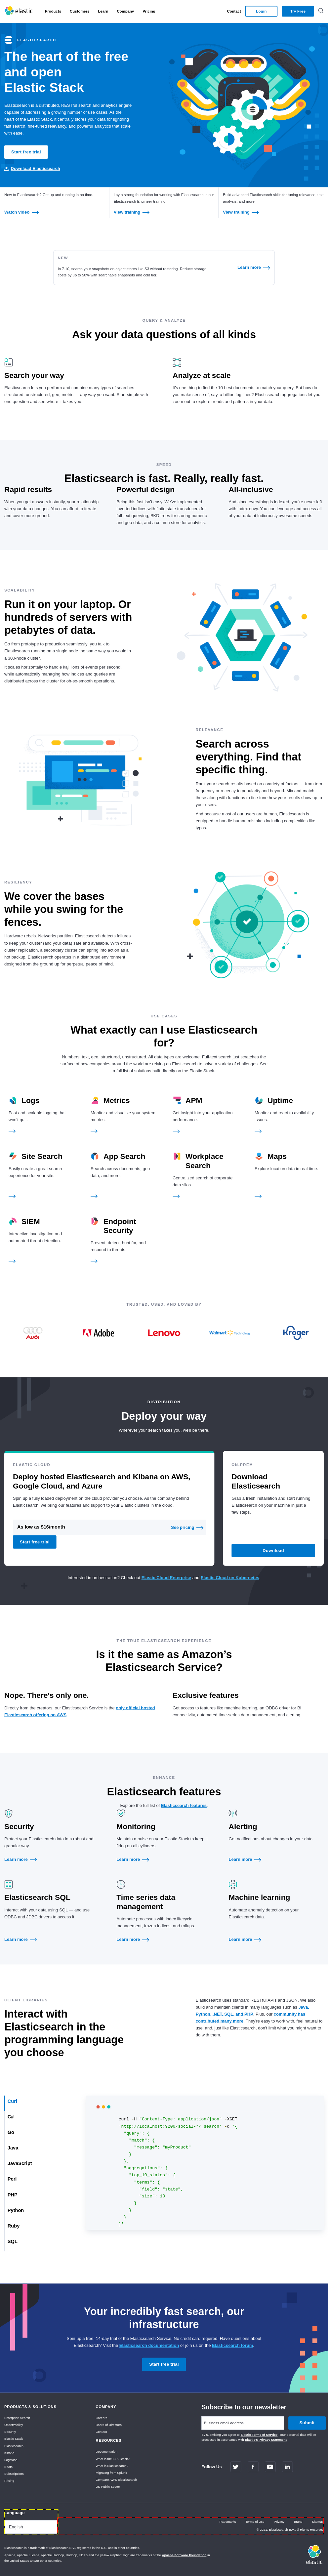 elastic
Products
Customers
Learn
Company
Pricing
Contact
Login
Try Free
ELASTICSEARCH
The heart of the free
and open
Elastic Stack
Elasticsearch is a distributed, RESTful search and analytics engine
capable of addressing a growing number of use cases. As the
heart of the Elastic Stack, it centrally stores your data for lightning
fast search, fine-tuned relevancy, and powerful analytics that scale
with ease.
Start free trial
Download Elasticsearch
New to Elasticsearch? Get up and running in no time.
Watch video
Lay a strong foundation for working with Elasticsearch in our
Elasticsearch Engineer training.
View training
Build advanced Elasticsearch skills for tuning relevance, text
analysis, and more.
View training
NEW
In 7.10, search your snapshots on object stores like S3 without restoring. Reduce storage
costs by up to 50% with searchable snapshots and cold tier.
Learn more
QUERY & ANALYZE
Ask your data questions of all kinds
Search your way
Elasticsearch lets you perform and combine many types of searches —
structured, unstructured, geo, metric — any way you want. Start simple with
one question and see where it takes you.
Analyze at scale
It's one thing to find the 10 best documents to match your query. But how do
you make sense of, say, a billion log lines? Elasticsearch aggregations let you
zoom out to explore trends and patterns in your data.
SPEED
Elasticsearch is fast. Really, really fast.
Rapid results
When you get answers instantly, your relationship
with your data changes. You can afford to iterate
and cover more ground.
Powerful design
Being this fast isn't easy. We've implemented
inverted indices with finite state transducers for
full-text querying, BKD trees for storing numeric
and geo data, and a column store for analytics.
All-inclusive
And since everything is indexed, you're never left
with index envy. You can leverage and access all
of your data at ludicrously awesome speeds.
SCALABILITY
Run it on your laptop. Or
hundreds of servers with
petabytes of data.
Go from prototype to production seamlessly; you talk to
Elasticsearch running on a single node the same way you would in
a 300-node cluster.
It scales horizontally to handle kajillions of events per second,
while automatically managing how indices and queries are
distributed across the cluster for oh-so-smooth operations.
RELEVANCE
Search across
everything. Find that
specific thing.
Rank your search results based on a variety of factors — from term
frequency or recency to popularity and beyond. Mix and match
these along with functions to fine tune how your results show up to
your users.
And because most of our users are human, Elasticsearch is
equipped to handle human mistakes including complexities like
typos.
RESILIENCY
We cover the bases
while you swing for the
fences.
Hardware rebels. Networks partition. Elasticsearch detects failures
to keep your cluster (and your data) safe and available. With cross-
cluster replication, a secondary cluster can spring into action as a
hot backup. Elasticsearch operates in a distributed environment
designed from the ground up for perpetual peace of mind.
USE CASES
What exactly can I use Elasticsearch
for?
Numbers, text, geo, structured, unstructured. All data types are welcome. Full-text search just scratches the
surface of how companies around the world are relying on Elasticsearch to solve a variety of challenges. See
a full list of solutions built directly on the Elastic Stack.
Logs
Fast and scalable logging that
won't quit.
Metrics
Monitor and visualize your system
metrics.
APM
Get insight into your application
performance.
Uptime
Monitor and react to availability
issues.
Site Search
Easily create a great search
experience for your site.
App Search
Search across documents, geo
data, and more.
Workplace
Search
Centralized search of corporate
data silos.
Maps
Explore location data in real time.
SIEM
Interactive investigation and
automated threat detection.
Endpoint
Security
Prevent, detect, hunt for, and
respond to threats
TRUSTED, USED, AND LOVED BY
Audi
Adobe
Lenovo
Walmart Technology
Kroger
DISTRIBUTION
Deploy your way
Wherever your search takes you, we'll be there.
ELASTIC CLOUD
Deploy hosted Elasticsearch and Kibana on AWS,
Google Cloud, and Azure
Spin up a fully loaded deployment on the cloud provider you choose. As the company behind
Elasticsearch, we bring our features and support to your Elastic clusters in the cloud.
As low as $16/month
See pricing
Start free trial
ON-PREM
Download
Elasticsearch
Grab a fresh installation and start running
Elasticsearch on your machine in just a
few steps.
Download
Interested in orchestration? Check out Elastic Cloud Enterprise and Elastic Cloud on Kubernetes.
THE TRUE ELASTICSEARCH EXPERIENCE
Is it the same as Amazon's
Elasticsearch Service?
Nope. There's only one.
Directly from the creators, our Elasticsearch Service is the only official hosted
Elasticsearch offering on AWS.
Exclusive features
Get access to features like machine learning, an ODBC driver for BI
connectivity, automated time-series data management, and alerting.
ENHANCE
Elasticsearch features
Explore the full list of Elasticsearch features.
Security
Protect your Elasticsearch data in a robust and
granular way.
Learn more
Monitoring
Maintain a pulse on your Elastic Stack to keep it
firing on all cylinders.
Learn more
Alerting
Get notifications about changes in your data.
Learn more
Elasticsearch SQL
Interact with your data using SQL — and use
ODBC and JDBC drivers to access it.
Learn more
Time series data
management
Automate processes with index lifecycle
management, frozen indices, and rollups.
Learn more
Machine learning
Automate anomaly detection on your
Elasticsearch data.
Learn more
CLIENT LIBRARIES
Interact with
Elasticsearch in the
programming language
you choose
Elasticsearch uses standard RESTful APIs and JSON. We also
build and maintain clients in many languages such as Java,
Python, .NET, SQL, and PHP. Plus, our community has
contributed many more. They're easy to work with, feel natural to
use, and, just like Elasticsearch, don't limit what you might want to
do with them.
Curl
C#
Go
Java
JavaScript
Perl
PHP
Python
Ruby
SQL
curl -H "Content-Type: application/json" -XGET
'http://localhost:9200/social-*/_search' -d '{
"query": {
"match": {
"message": "myProduct"
}
},
"aggregations": {
"top_10_states": {
"terms": {
"field": "state",
"size": 10
}
}
}
}'
Your incredibly fast search, our
infrastructure
Spin up a free, 14-day trial of the Elasticsearch Service. No credit card required. Have questions about
Elasticsearch? Visit the Elasticsearch documentation or join us on the Elasticsearch forum.
Start free trial
PRODUCTS & SOLUTIONS
Enterprise Search
Observability
Security
Elastic Stack
Elasticsearch
Kibana
Logstash
Beats
Subscriptions
Pricing
COMPANY
Careers
Board of Directors
Contact
RESOURCES
Documentation
What is the ELK Stack?
What is Elasticsearch?
Migrating from Splunk
Compare AWS Elasticsearch
US Public Sector
Subscribe to our newsletter
Business email address
Submit
By submitting you agree to Elastic Terms of Service. Your personal data will be
processed in accordance with Elastic's Privacy Statement.
Follow Us
Language
English
Trademarks
Terms of Use
Privacy
Brand
Sitemap
© 2021. Elasticsearch B.V. All Rights Reserved
Elasticsearch is a trademark of Elasticsearch B.V., registered in the U.S. and in other countries.
Apache, Apache Lucene, Apache Hadoop, Hadoop, HDFS and the yellow elephant logo are trademarks of the Apache Software Foundation in
the United States and/or other countries.
elastic